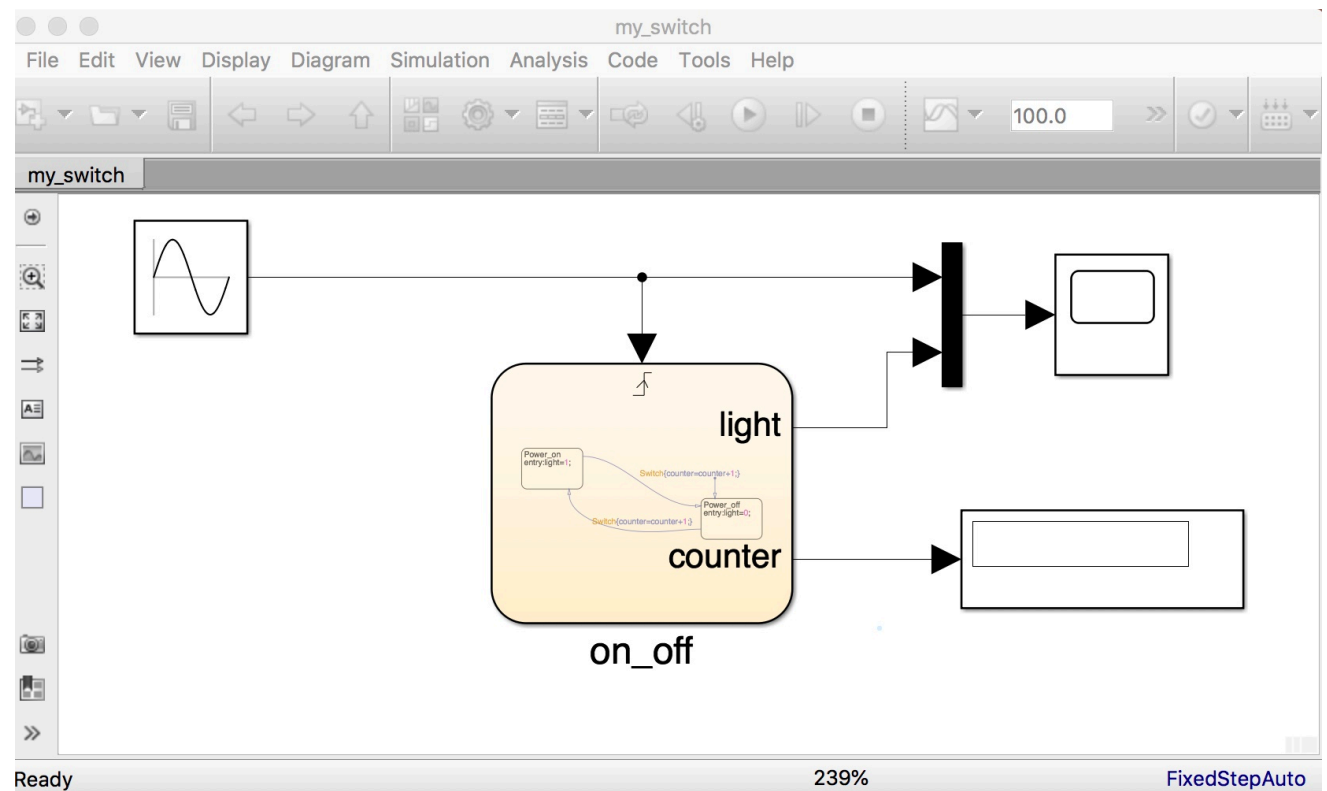 my_switch
File Edit View Display Diagram Simulation Analysis Code Tools Help
100.0
my_switch
light
Power_on
entry:light=1;
Switch{counter=counter+1;}
Power_off
entry:light=0;
Switch{counter=counter+1;}
counter
on_off
Ready 239% FixedStepAuto